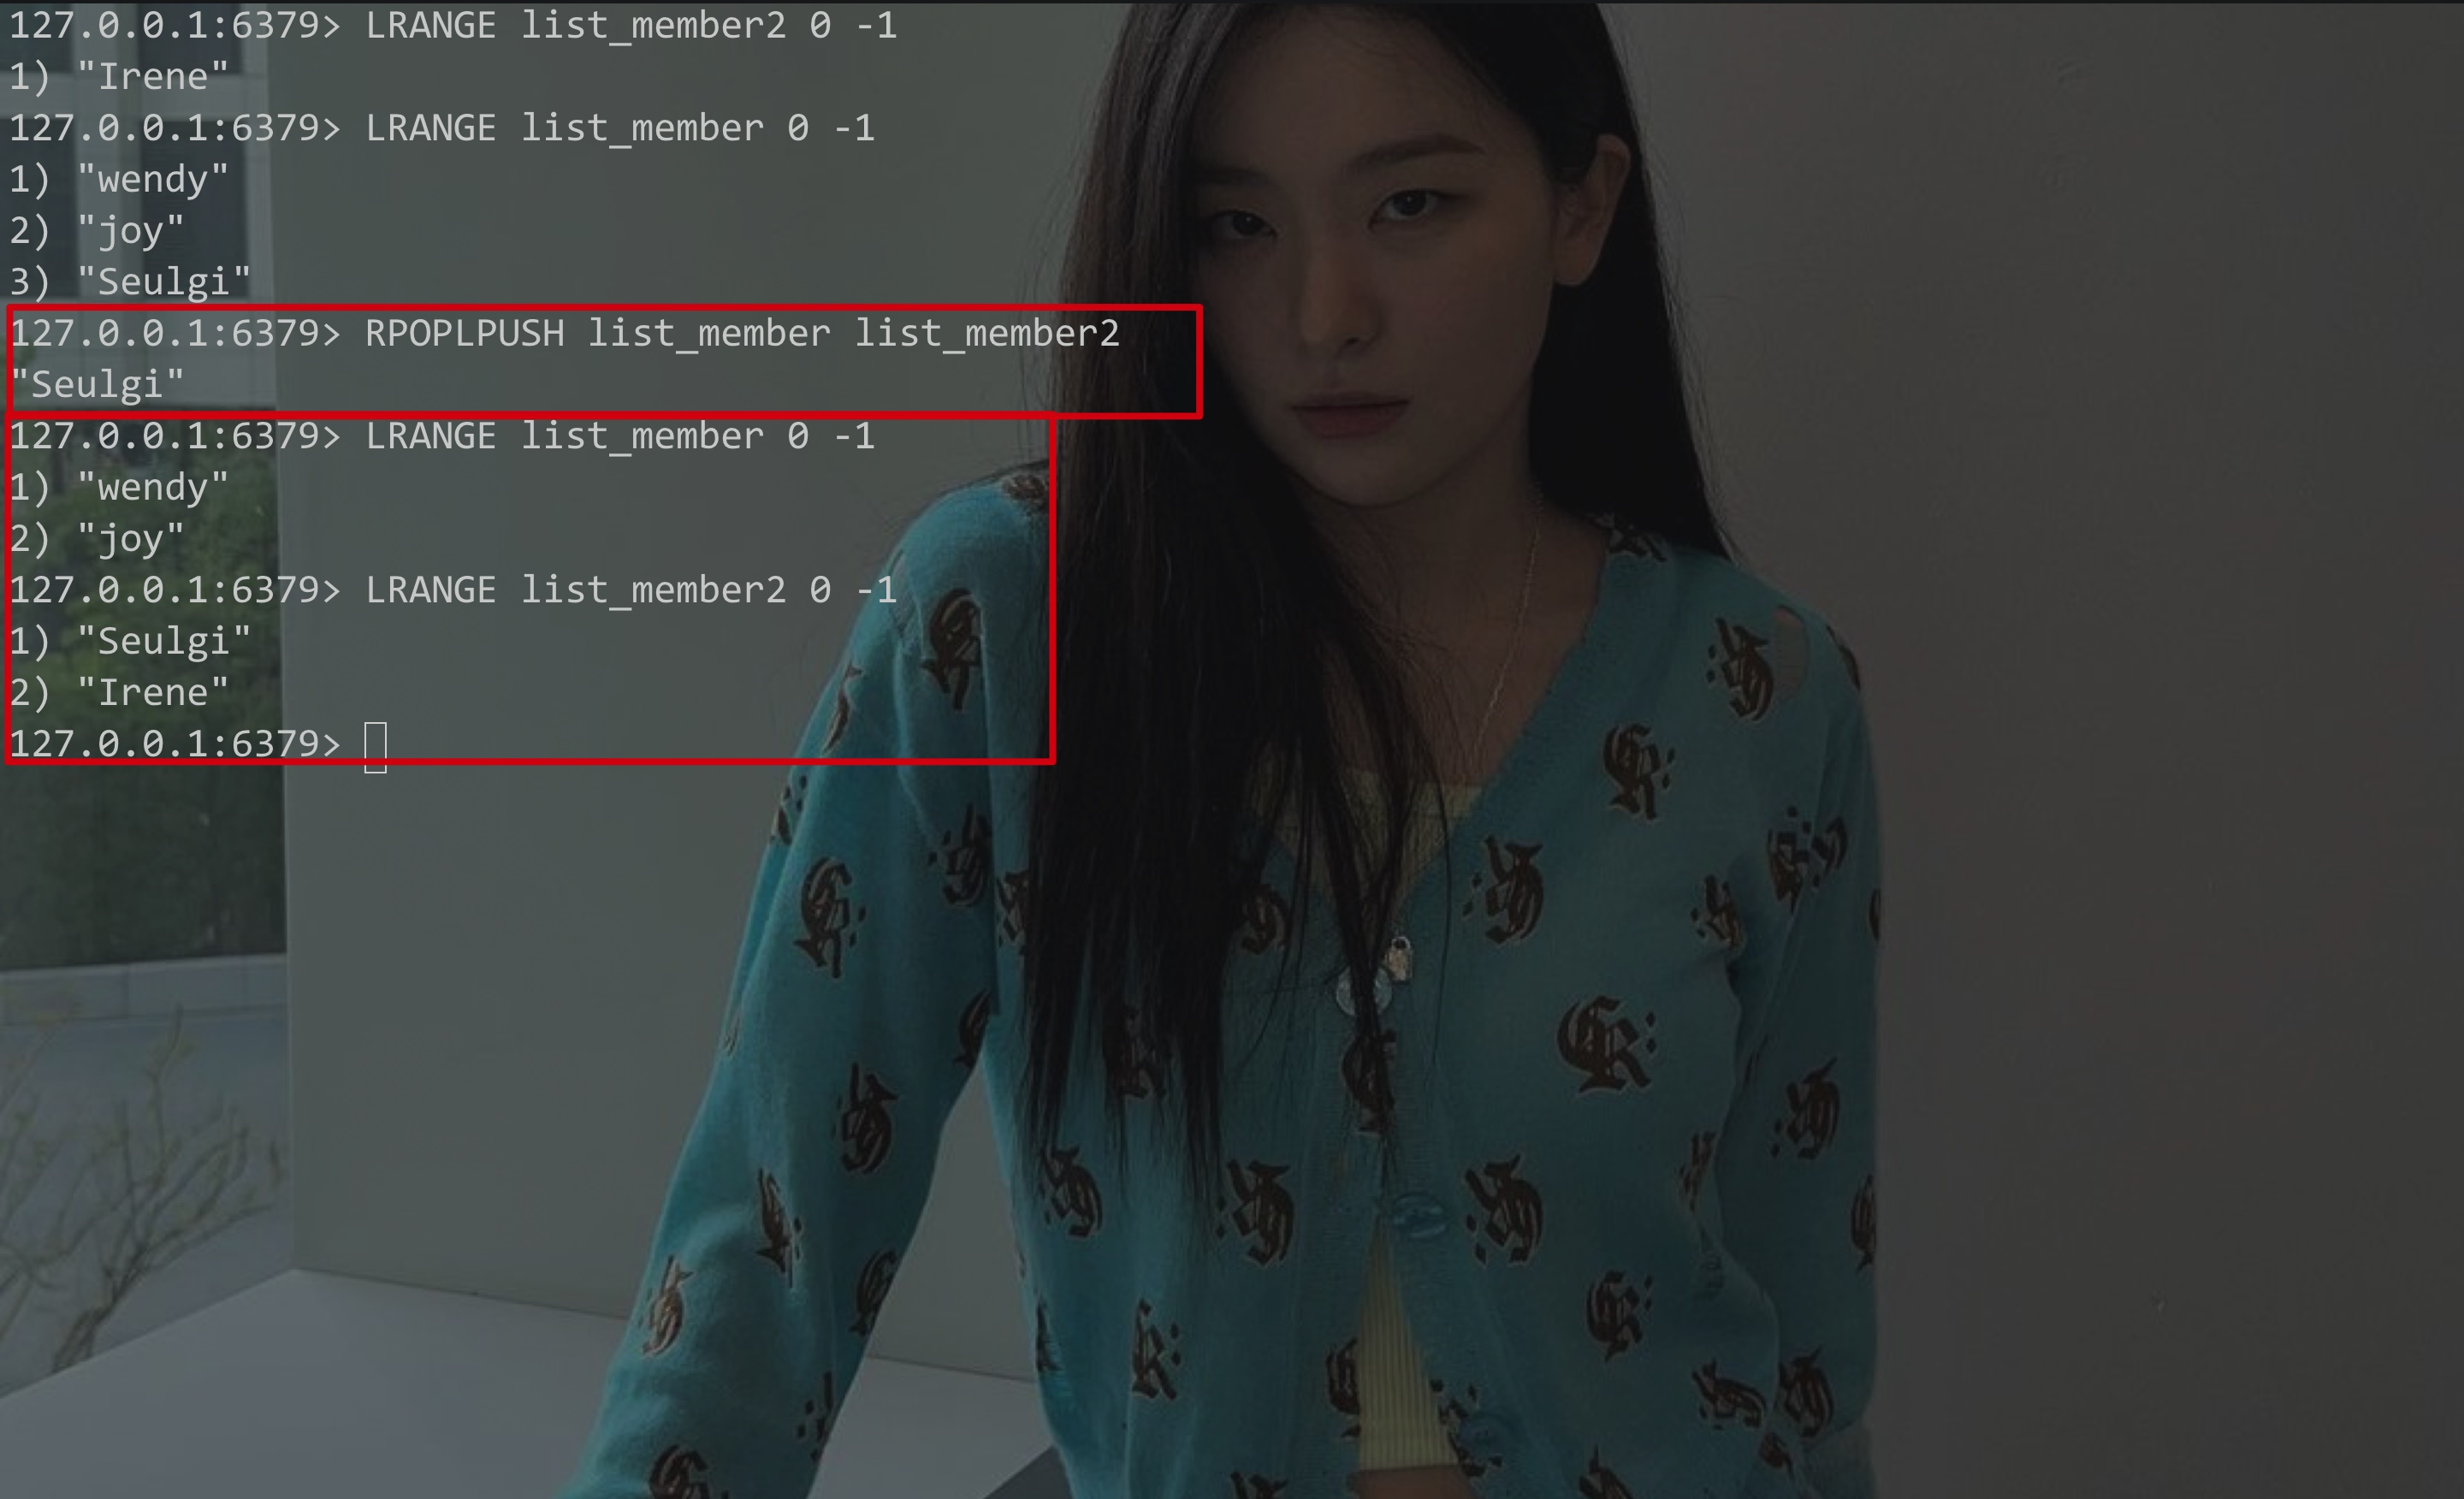 127.0.0.1:6379> LRANGE list_member2 0 -1
1) "Irene"
127.0.0.1:6379> LRANGE list_member 0 -1
1) "wendy"
2) "joy"
3) "Seulgi"
127.0.0.1:6379> RPOPLPUSH list_member list_member2
"Seulgi"
127.0.0.1:6379> LRANGE list_member 0 -1
1) "wendy"
2) "joy"
127.0.0.1:6379> LRANGE list_member2 0 -1
1) "Seulgi"
2) "Irene"
127.0.0.1:6379>